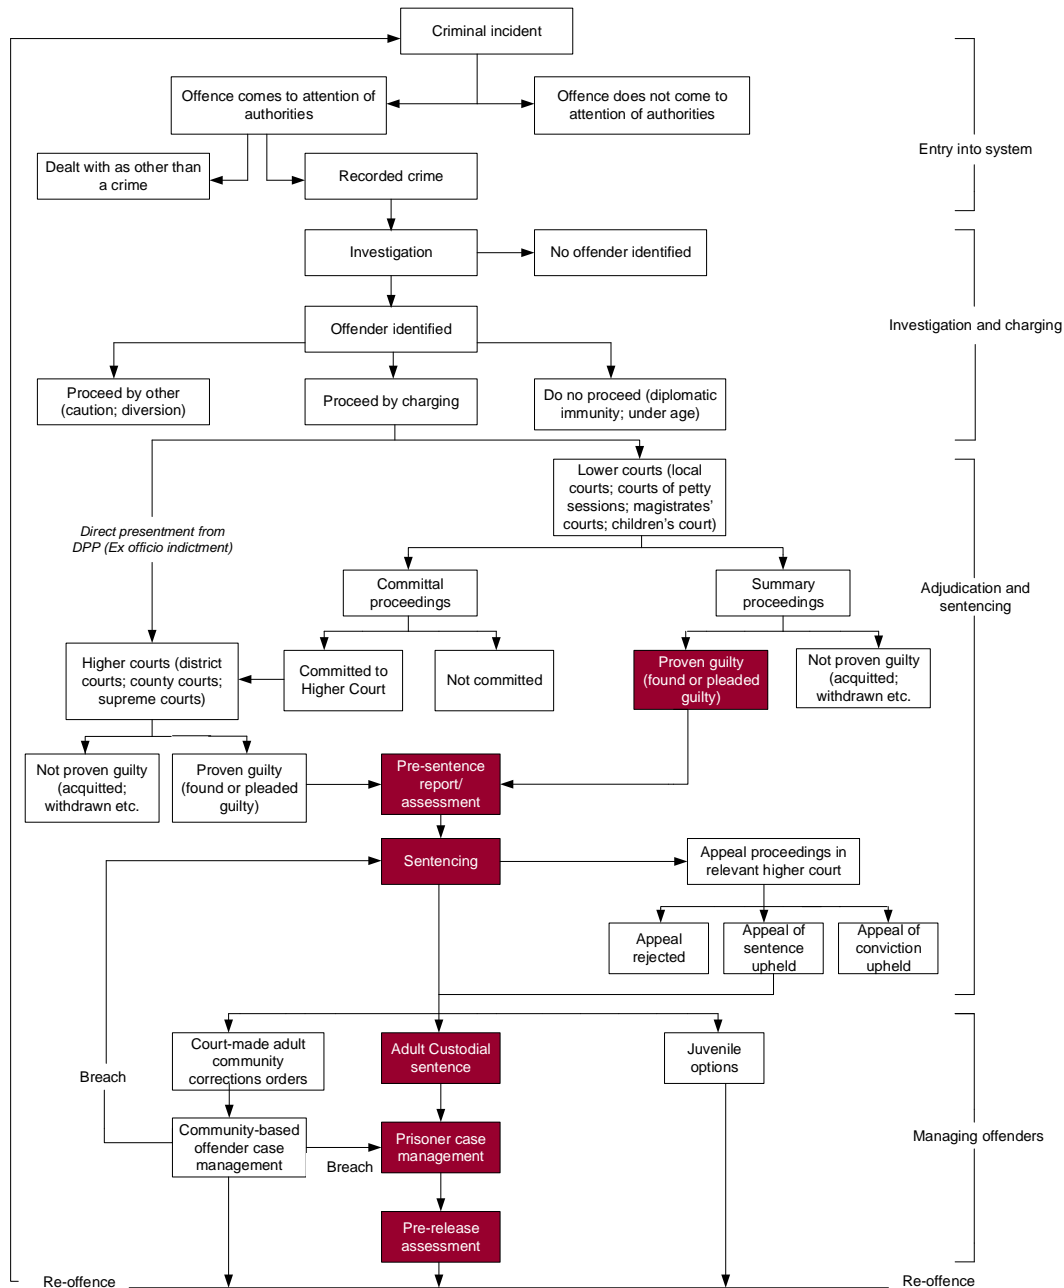 Criminal incident
Offence comes to attention of
authorities
Offence does not come to
attention of authorities
Entry into system
Dealt with as other than
a crime
Recorded crime
Investigation
No offender identified
Offender identified
Investigation and charging
Proceed by other
(caution; diversion)
Proceed by charging
Do no proceed (diplomatic
immunity; under age)
Lower courts (local
courts; courts of petty
sessions; magistrates'
courts; children's court)
Direct presentment from
DPP (Ex officio indictment)
Committal
proceedings
Summary
proceedings
Adjudication and
sentencing
Higher courts (district
courts; county courts;
supreme courts)
Committed to
Higher Court
Not committed
Proven guilty
(found or pleaded
guilty)
Not proven guilty
(acquitted;
withdrawn etc.
Not proven guilty
(acquitted;
withdrawn etc.
Proven guilty
(found or pleaded
guilty)
Pre-sentence
report/
assessment
Sentencing
Appeal proceedings in
relevant higher court
Appeal
rejected
Appeal of
sentence
upheld
Appeal of
conviction
upheld
Court-made adult
community
corrections orders
Adult Custodial
sentence
Juvenile
options
Breach
Community-based
offender case
management
Breach
Prisoner case
management
Managing offenders
Pre-release
assessment
Re-offence
Re-offence